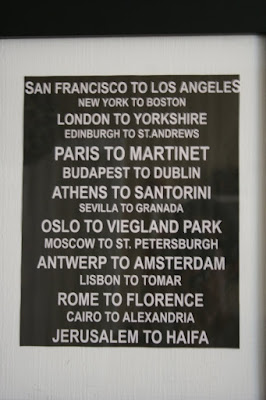 SAN FRANCISCO TO LOS ANGELES
NEW YORK TO BOSTON
LONDON TO YORKSHIRE
EDINBURGH TO ST.ANDREWS
PARIS TO MARTINET
BUDAPEST TO DUBLIN
ATHENS TO SANTORINI
SEVILLA TO GRANADA
OSLO TO VIEGLAND PARK
MOSCOW TO ST. PETERSBURGH
ANTWERP TO AMSTERDAM
LISBON TO TOMAR
ROME TO FLORENCE
CAIRO TO ALEXANDRIA
JERUSALEM TO HAIFA